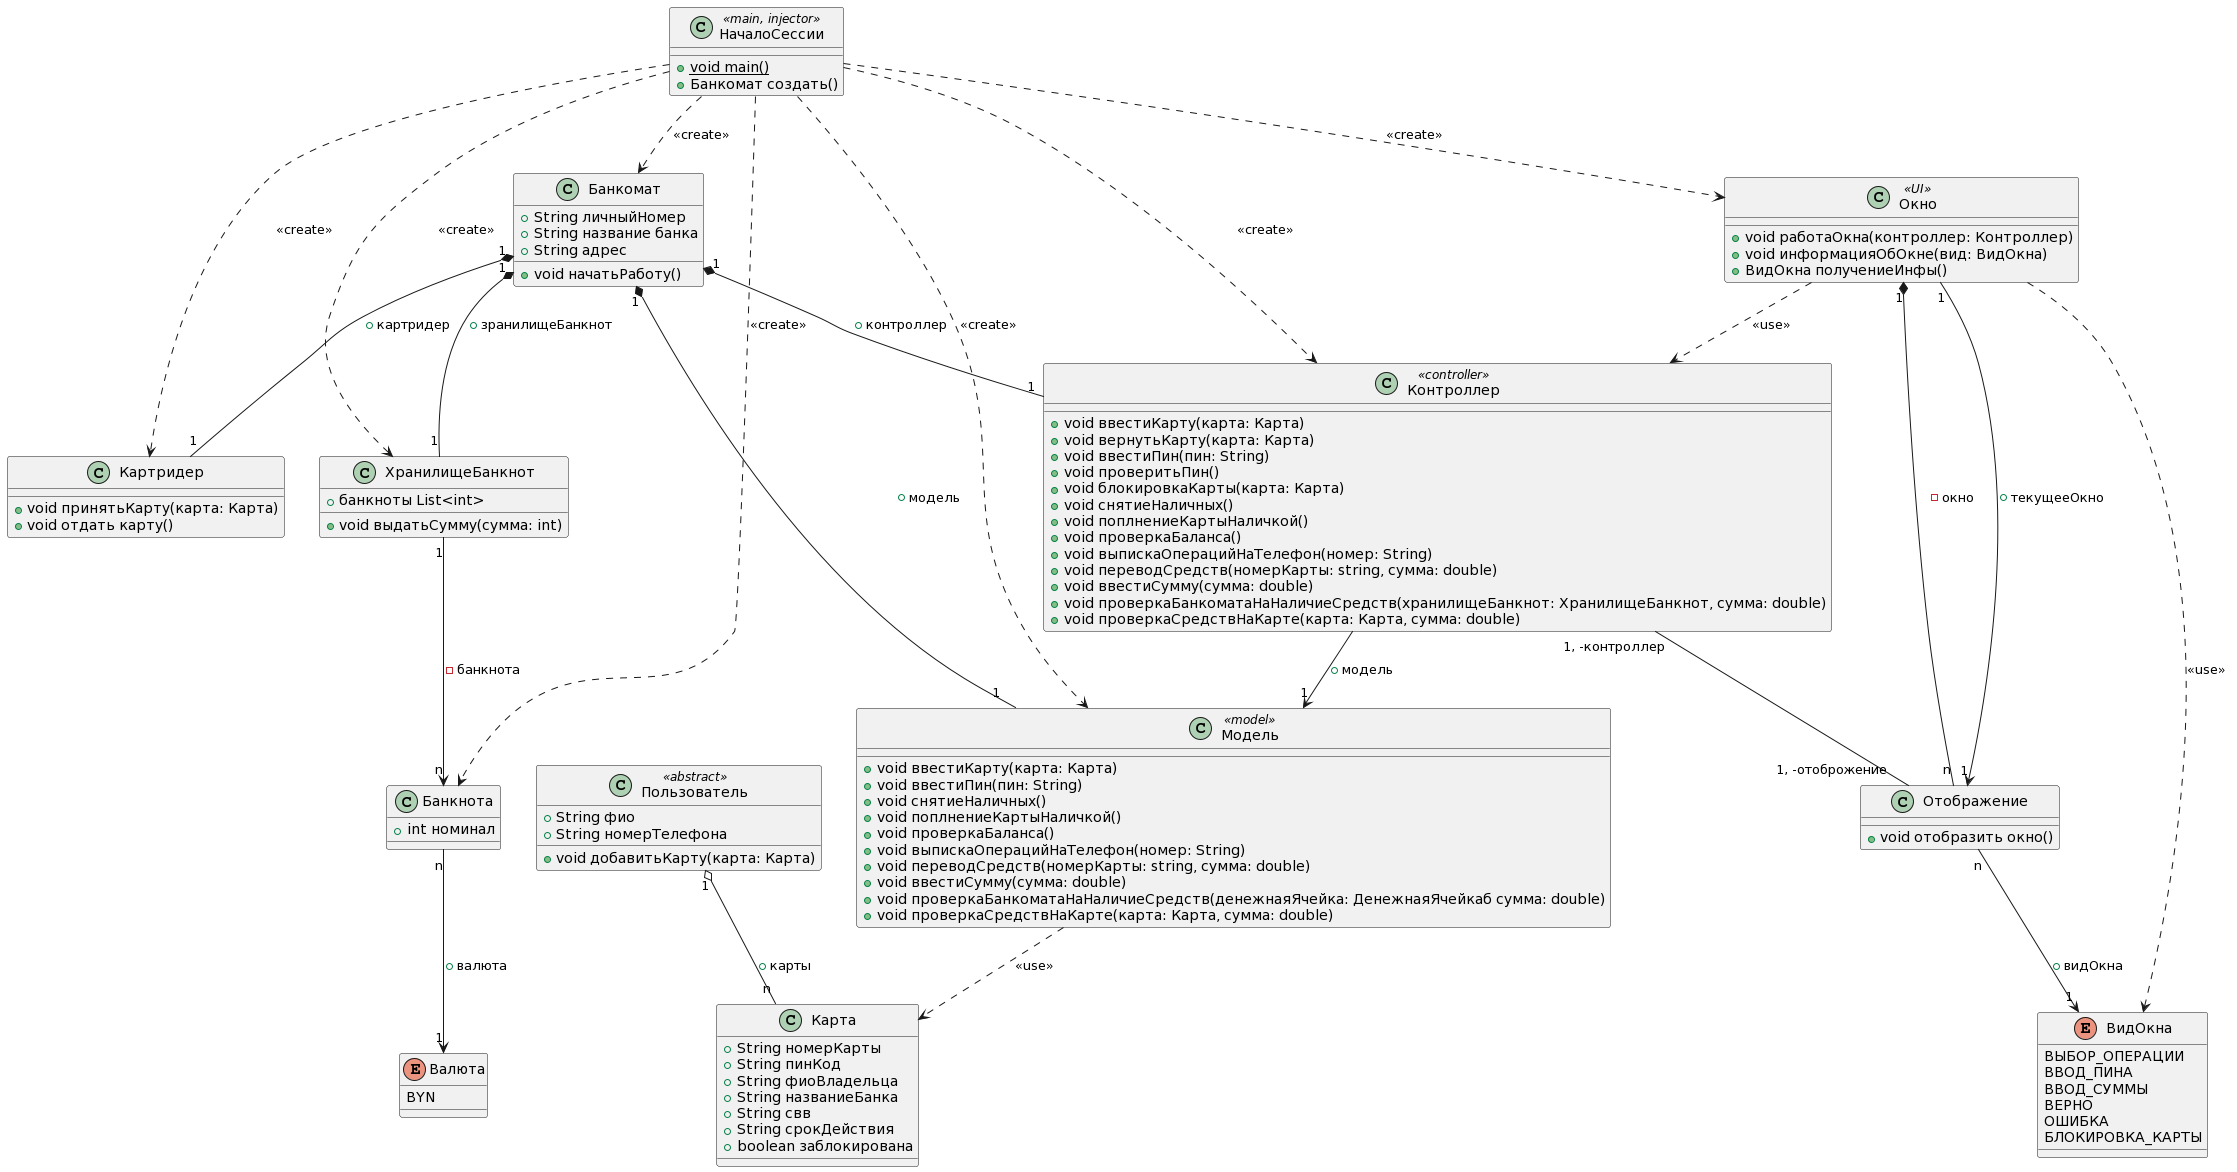 «main, injector»
НачалоСессии
void main()
Банкомат создать()
«create»
«create»
Банкомат
String личныйНомер
String название банка
String адрес
void начатьРаботу()
«UI»
Окно
void работаОкна(контроллер: Контроллер)
void информацияОбОкне(вид: ВидОкна)
ВидОкна получениеИнфы()
«create»
«create»
«create»
1
1
1
1
1
1
картридер
зранилищеБанкнот
«create»
контроллер
«create»
«use»
«controller»
Контроллер
void ввестиКарту(карта: Карта)
void вернутьКарту(карта: Карта)
void ввестиПин(пин: String)
void проверитьПин()
void блокировкаКарты(карта: Карта)
void снятиеНаличных()
void поплнениеКартыНаличкой()
void проверкаБаланса()
void выпискаОперацийНаТелефон(номер: String)
void переводСредств(номерКарты: string, сумма: double)
void ввестиСумму(сумма: double)
void проверкаБанкоматаНаНаличиеСредств(хранилищеБанкнот: ХранилищеБанкнот, сумма: double)
void проверкаСредствНаКарте(карта: Карта, сумма: double)
1
1
1
Картридер
void принятьКарту(карта: Карта)
void отдать карту()
ХранилищеБанкнот
банкноты List<int>
void выдатьСумму(сумма: int)
модель
окно
текущееОкно
1
1, -контроллер
банкнота
модель
«use»
1
1
«model»
Модель
void ввестиКарту(карта: Карта)
void ввестиПин(пин: String)
void снятиеНаличных()
void поплнениеКартыНаличкой()
void проверкаБаланса()
void выпискаОперацийНаТелефон(номер: String)
void переводСредств(номерКарты: string, сумма: double)
void ввестиСумму(сумма: double)
void проверкаБанкоматаНаНаличиеСредств(денежнаяЯчейка: ДенежнаяЯчейкаб сумма: double)
void проверкаСредствНаКарте(карта: Карта, сумма: double)
n
1, -отоброжение
n
1
Банкнота
int номинал
«abstract»
Пользователь
String фио
String номерТелефона
void добавитьКарту(карта: Карта)
Отображение
void отобразить окно()
n
1
n
валюта
карты
«use»
видОкна
n
1
1
Валюта
BYN
Карта
String номерКарты
String пинКод
String фиоВладельца
String названиеБанка
String свв
String срокДействия
boolean заблокирована
ВидОкна
ВЫБОР_ОПЕРАЦИИ
ВВОД_ПИНА
ВВОД_СУММЫ
ВЕРНО
ОШИБКА
БЛОКИРОВКА_КАРТЫ